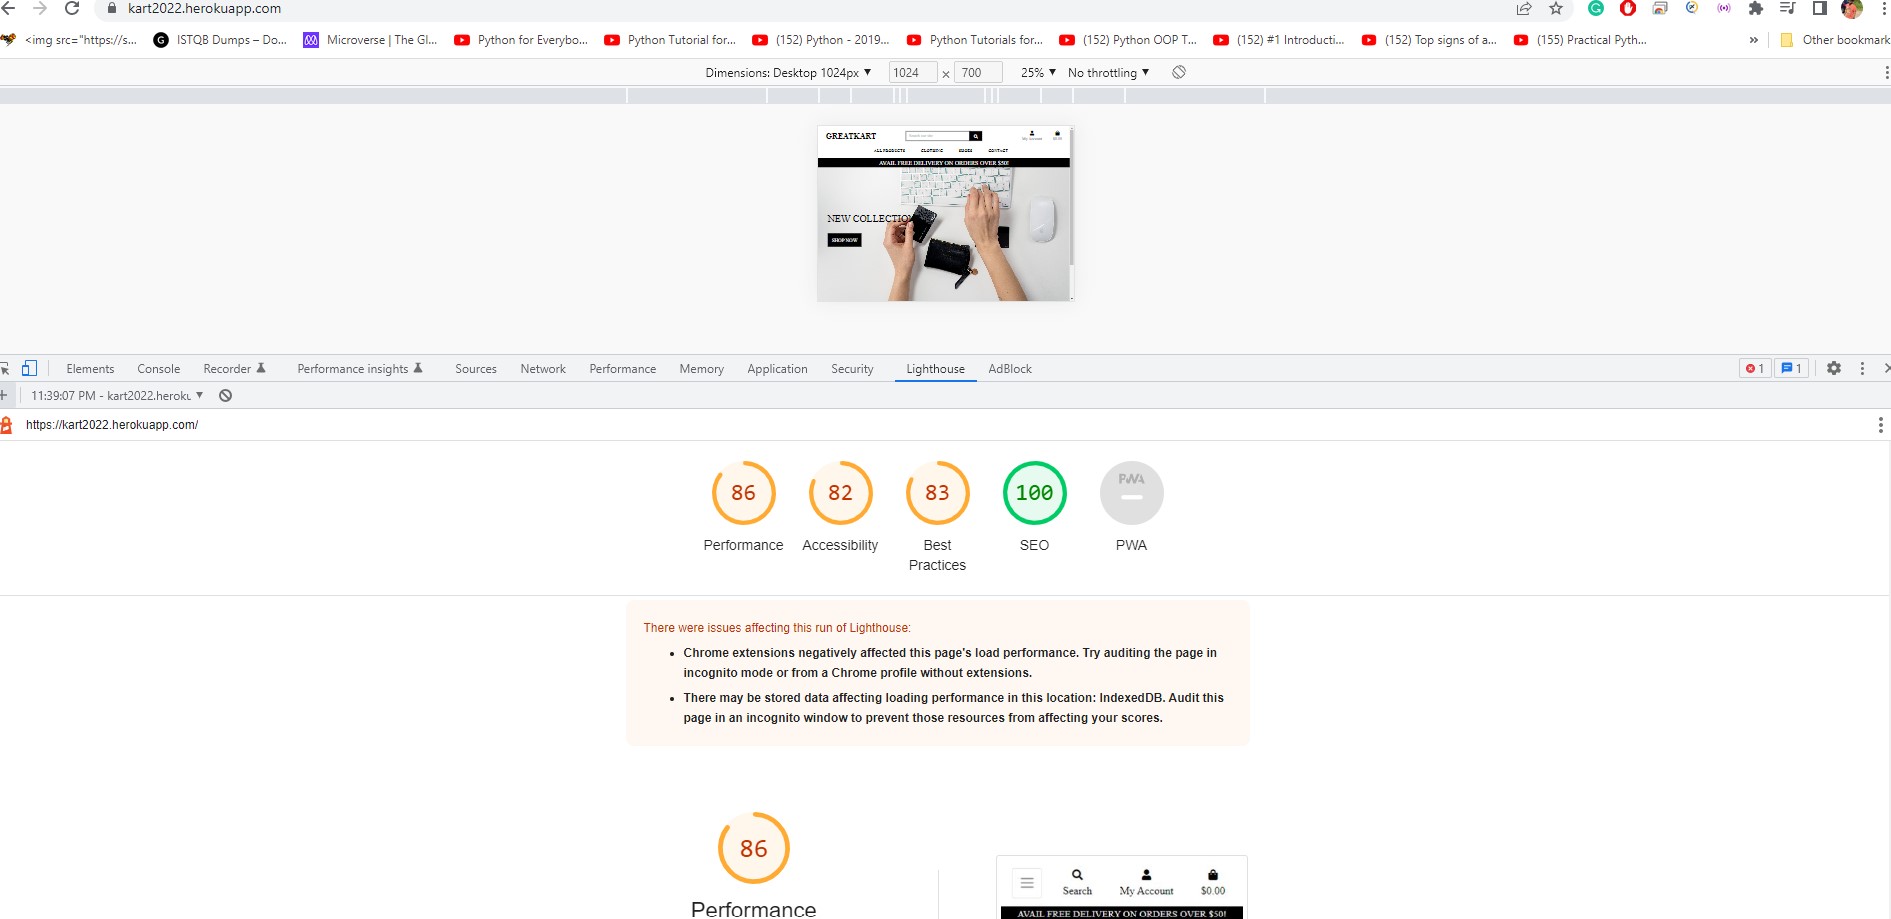 kart2022.herokuapp.com
<img src="https://s... ISTQB Dumps – Do... Microverse | The Gl... Python for Everybo... Python Tutorial for... (152) Python - 2019... Python Tutorials for... (152) Python OOP T... (152) #1 Introducti... (152) Top signs of a... (155) Practical Pyth... » Other bookmark
Dimensions: Desktop 1024px ▼ 1024 × 700 25% ▼ No throttling ▼
GREATKART
My Account $0.00
ALL PRODUCTS CLOTHING SHOES CONTACT
AVAIL FREE DELIVERY ON ORDERS OVER $50!
NEW COLLECTION
SHOP NOW
Elements Console Recorder Performance insights Sources Network Performance Memory Application Security Lighthouse AdBlock 1 1
11:39:07 PM - kart2022.heroku ▼
https://kart2022.herokuapp.com/
86 82 83 100 PWA
Performance Accessibility Best Practices SEO PWA
There were issues affecting this run of Lighthouse:
• Chrome extensions negatively affected this page's load performance. Try auditing the page in
incognito mode or from a Chrome profile without extensions.
• There may be stored data affecting loading performance in this location: IndexedDB. Audit this
page in an incognito window to prevent those resources from affecting your scores.
86
Search My Account $0.00
Performance
AVAIL FREE DELIVERY ON ORDERS OVER $50!